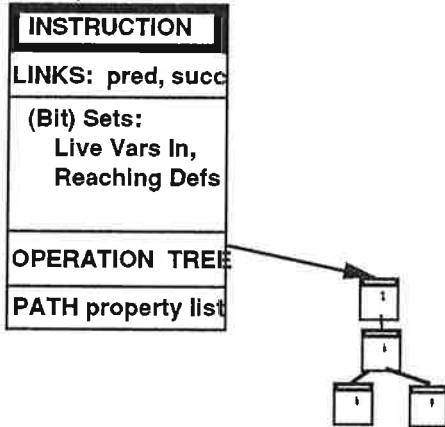 INSTRUCTION
LINKS: pred, succ
(Bit) Sets:
Live Vars In,
Reaching Defs
OPERATION TREE
PATH property list